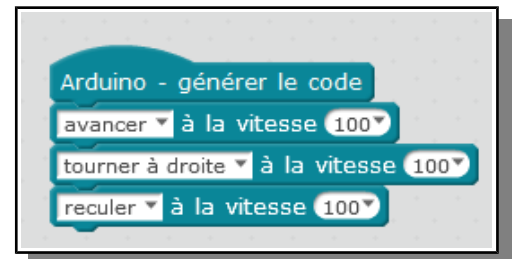 Arduino - générer le code
avancer à la vitesse 100
tourner à droite à la vitesse 100
reculer à la vitesse 100